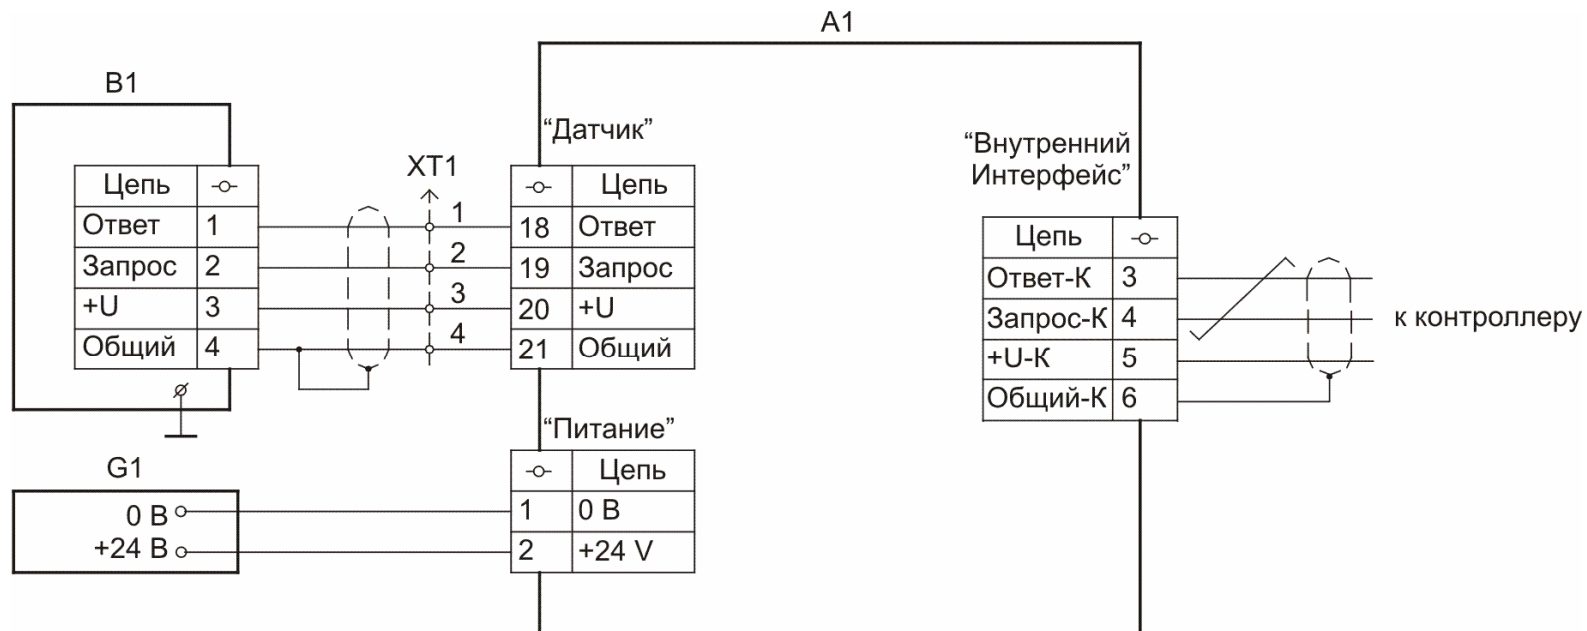 A1
B1
"Датчик"
"Внутренний
Интерфейс"
XT1
Цепь
Цепь
Ответ 1 1 18 Ответ
Запрос 2 2 19 Запрос
+U 3 3 20 +U
Общий 4 4 21 Общий
Цепь
Ответ-К 3
Запрос-К 4
+U-К 5
Общий-К 6
к контроллеру
"Питание"
G1
Цепь
0 В 1 0 В
+24 В 2 +24 V